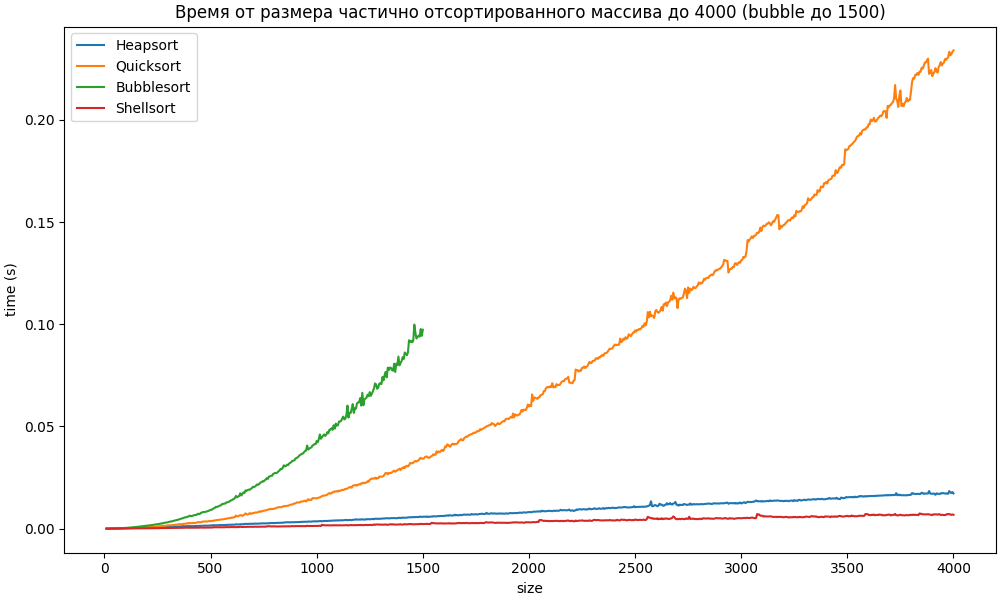 Время от размера частично отсортированного массива до 4000 (bubble до 1500)
Heapsort
Quicksort
Bubblesort
Shellsort
time (s)
0.20
0.15
0.10
0.05
0.00
0 500 1000 1500 2000 2500 3000 3500 4000
size